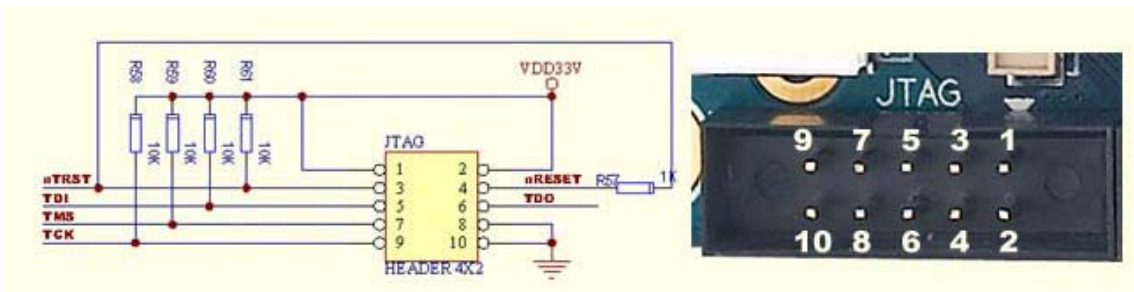 VDD33V
R58 R59 R60 R61
10K 10K 10K 10K
JTAG
1 2
nTRST 3 4 nRESET R57 1K
TDI 5 6 TDO
TMS 7 8
TCK 9 10
HEADER 4X2
JTAG
9 7 5 3 1
10 8 6 4 2